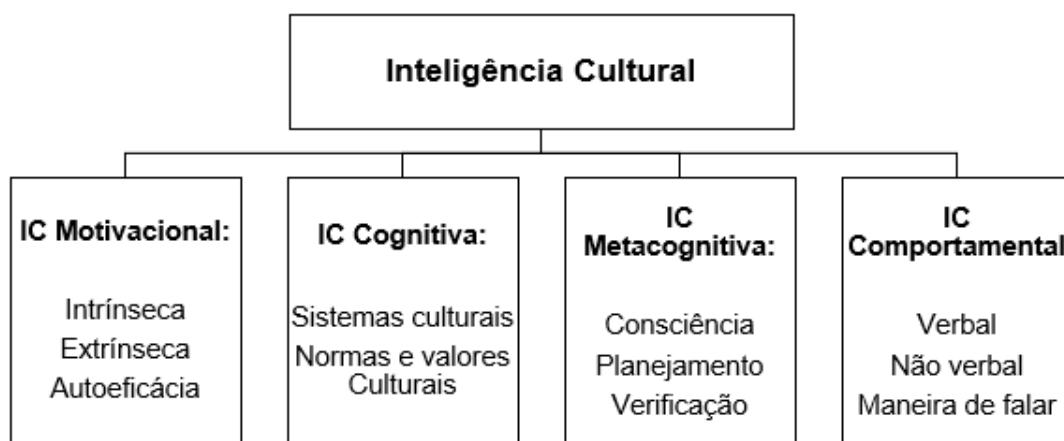 Inteligência Cultural
IC Motivacional:
Intrínseca
Extrínseca
Autoeficácia
IC Cognitiva:
Sistemas culturais
Normas e valores
Culturais
IC
Metacognitiva:
Consciência
Planejamento
Verificação
IC
Comportamental
Verbal
Não verbal
Maneira de falar